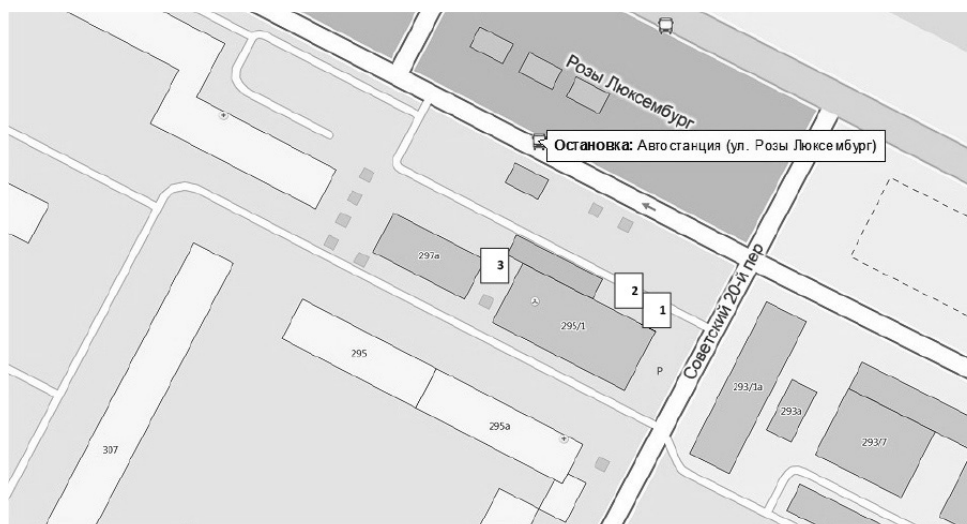 Розы Люксембург
Остановка: Автостанция (ул. Розы Люксембург)
297а
3
2
1
295/1
Советский 20-й пер
P
295
295а
293/1а
293а
293/7
307